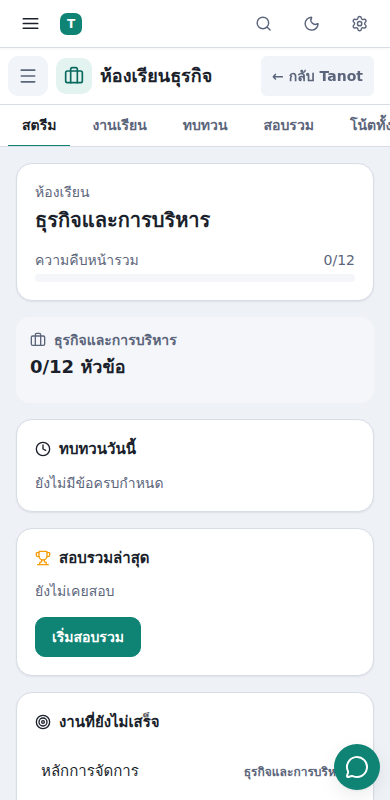 T
ห้องเรียนธุรกิจ
← กลับ Tanot
สตรีม งานเรียน ทบทวน สอบรวม
ห้องเรียน
ธุรกิจและการบริหาร
ความคืบหน้ารวม 0/12
ธุรกิจและการบริหาร
0/12 หัวข้อ
ทบทวนวันนี้
ยังไม่มีข้อครบกำหนด
สอบรวมล่าสุด
ยังไม่เคยสอบ
เริ่มสอบรวม
งานที่ยังไม่เสร็จ
หลักการจัดการ